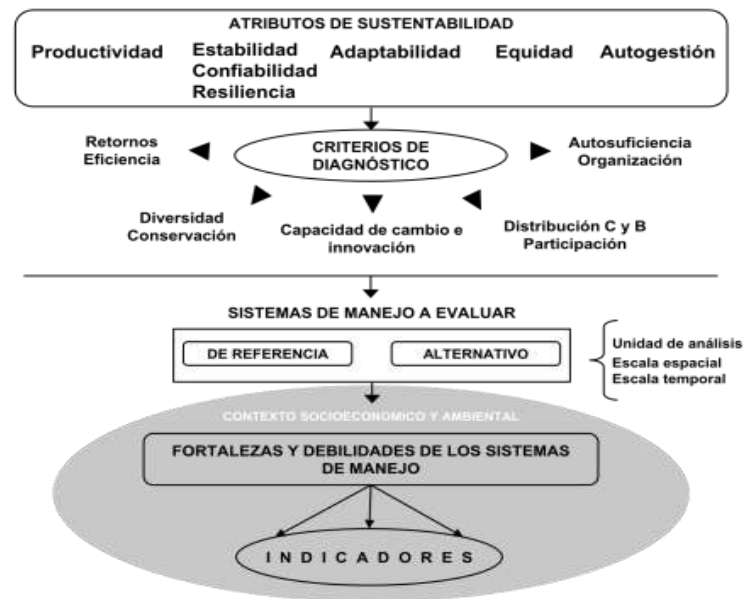 ATRIBUTOS DE SUSTENTABILIDAD
Productividad
Estabilidad
Confiabilidad
Resiliencia
Adaptabilidad
Equidad
Autogestión
Retornos
Eficiencia
CRITERIOS DE
DIAGNÓSTICO
Autosuficiencia
Organización
Diversidad
Conservación
Capacidad de cambio e
innovación
Distribución C y B
Participación
SISTEMAS DE MANEJO A EVALUAR
DE REFERENCIA
ALTERNATIVO
Unidad de análisis
Escala espacial
Escala temporal
CONTEXTO SOCIOECONOMICO Y AMBIENTAL
FORTALEZAS Y DEBILIDADES DE LOS SISTEMAS
DE MANEJO
I N D I C A D O R E S